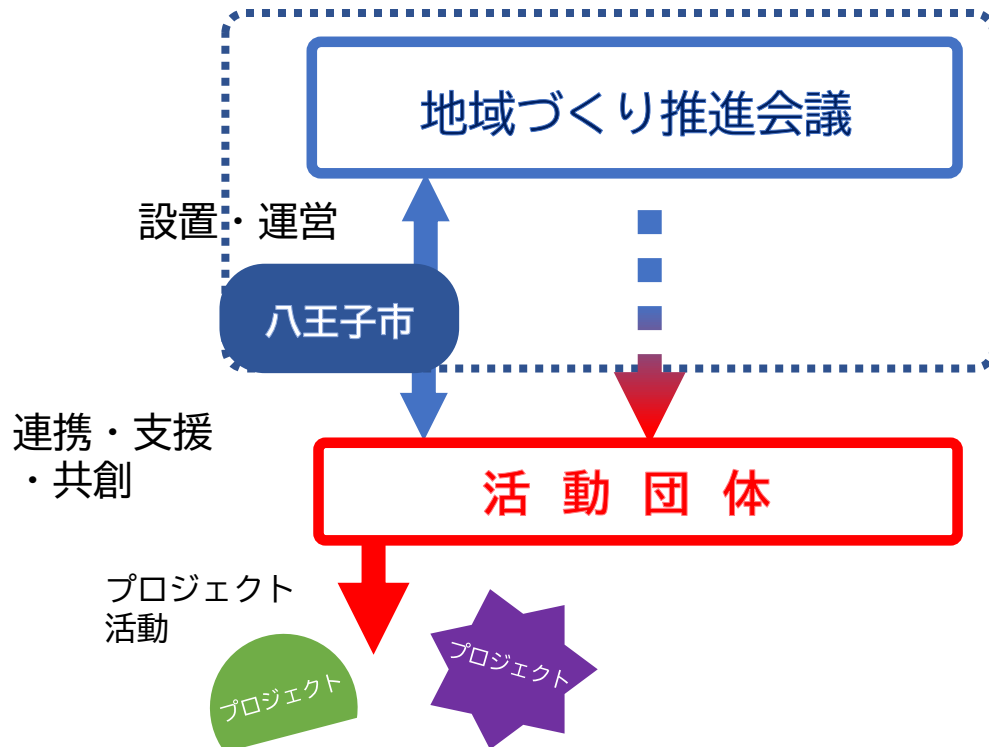 地域づくり推進会議
設置・運営
八王子市
連携・支援
・共創
活動団体
プロジェクト
活動
プロジェクト
プロジェクト